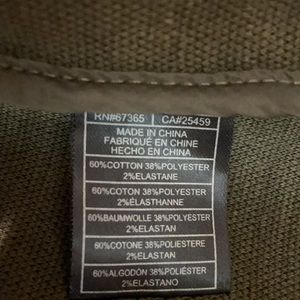 RN#67365 CA#25459
MADE IN CHINA
FABRIQUÉ EN CHINE
HECHO EN CHINA
60%COTTON 38%POLYESTER
2%ELASTANE
60%COTON 38%POLYESTER
2%ÉLASTHANNE
60%BAUMWOLLE 38%POLYESTER
2%ELASTAN
60%COTONE 38%POLIESTERE
2%ELASTAN
60%ALGODÓN 38%POLIÉSTER
2%ELASTANO